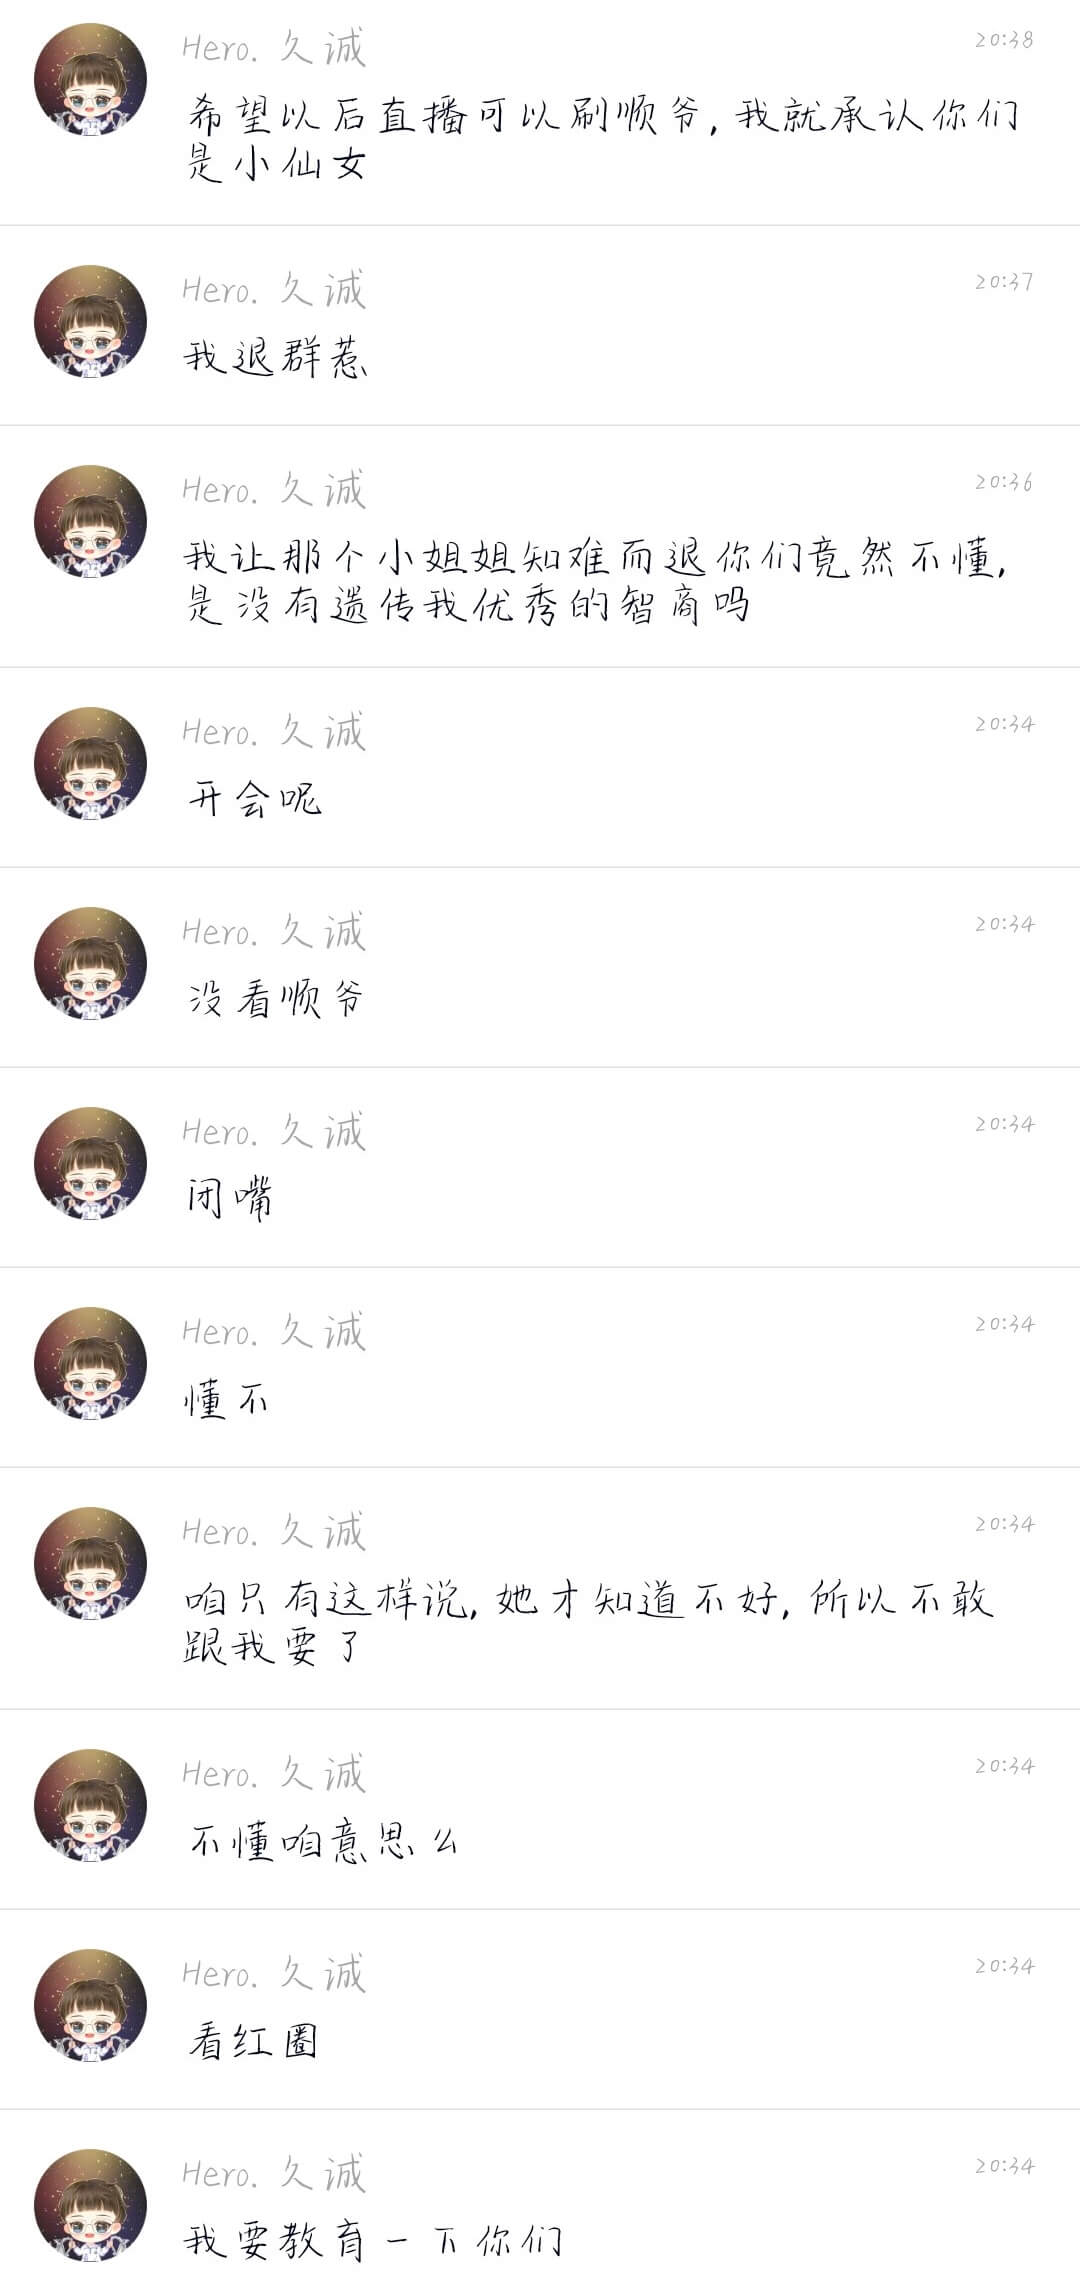 Hero. 久诚
20:38
希望以后直播可以刷顺爷，我就承认你们
是小仙女
Hero. 久诚
20:37
我退群惹
Hero. 久诚
20:36
我让那个小姐姐知难而退你们竟然不懂，
是没有遗传我优秀的智商吗
Hero. 久诚
20:34
开会呢
Hero. 久诚
20:34
没看顺爷
Hero. 久诚
20:34
闭嘴
Hero. 久诚
20:34
懂不
Hero. 久诚
20:34
咱只有这样说，她才知道不好，所以不敢
跟我要了
Hero. 久诚
20:34
不懂咱意思么
Hero. 久诚
20:34
看红圈
Hero. 久诚
20:34
我要教育一下你们